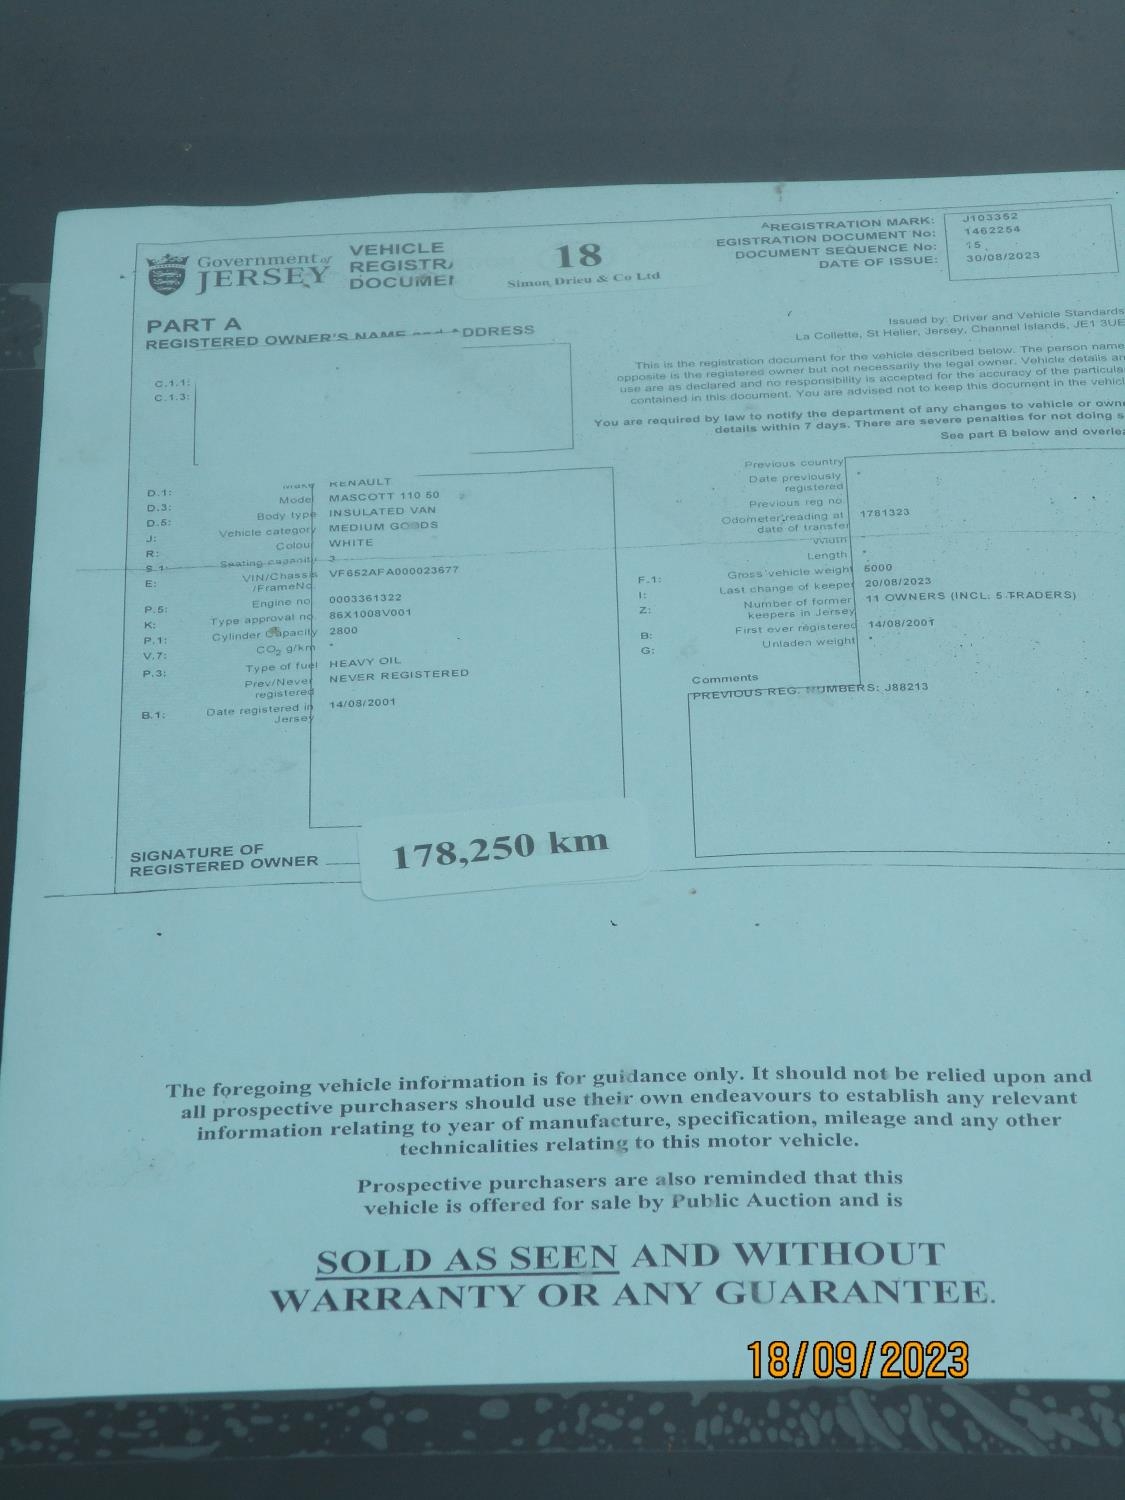 Government of
JERSEY
VEHICLE
REGISTR
DOCUME
18
Simon Drieu & Co Ltd
REGISTRATION MARK: J103352
EGISTRATION DOCUMENT No: 1462254
DOCUMENT SEQUENCE No: 15
DATE OF ISSUE: 30/08/2023
PART A
REGISTERED OWNER'S NAME and ADDRESS
C.1.1:
C.1.3:
Issued by: Driver and Vehicle Standards
La Collette, St Helier, Jersey, Channel Islands, JE1 3UE
This is the registration document for the vehicle described below. The person name
opposite is the registered owner but not necessarily the legal owner. Vehicle details an
use are as declared and no responsibility is accepted for the accuracy of the particula
contained in this document. You are advised not to keep this document in the vehicl
You are required by law to notify the department of any changes to vehicle or owne
details within 7 days. There are severe penalties for not doing s
See part B below and overlea
D.1: Make RENAULT
D.3: Model MASCOTT 110 50
D.5: Body type INSULATED VAN
J: Vehicle category MEDIUM GOODS
R: Colour WHITE
S.1: Seating capacity 3
E: VIN/Chassis VF652AFA000023677
/FrameNo.
P.5: Engine no. 0003361322
K: Type approval no. 86X1008V001
P.1: Cylinder Capacity 2800
V.7: CO2 g/km *
P.3: Type of fuel HEAVY OIL
Prev/Never NEVER REGISTERED
registered
B.1: Date registered in 14/08/2001
Jersey
Previous country
Date previously *
registered
Previous reg no.
Odometer reading at 1781323
date of transfer
Width
Length *
F.1: Gross vehicle weight 5000
I: Last change of keeper 20/08/2023
Z: Number of former 11 OWNERS (INCL: 5 TRADERS)
keepers in Jersey
B: First ever registered 14/08/2001
G: Unladen weight *
Comments
PREVIOUS REG. NUMBERS: J88213
SIGNATURE OF
REGISTERED OWNER
178,250 km
The foregoing vehicle information is for guidance only. It should not be relied upon and
all prospective purchasers should use their own endeavours to establish any relevant
information relating to year of manufacture, specification, mileage and any other
technicalities relating to this motor vehicle.
Prospective purchasers are also reminded that this
vehicle is offered for sale by Public Auction and is
SOLD AS SEEN AND WITHOUT
WARRANTY OR ANY GUARANTEE.
18/09/2023